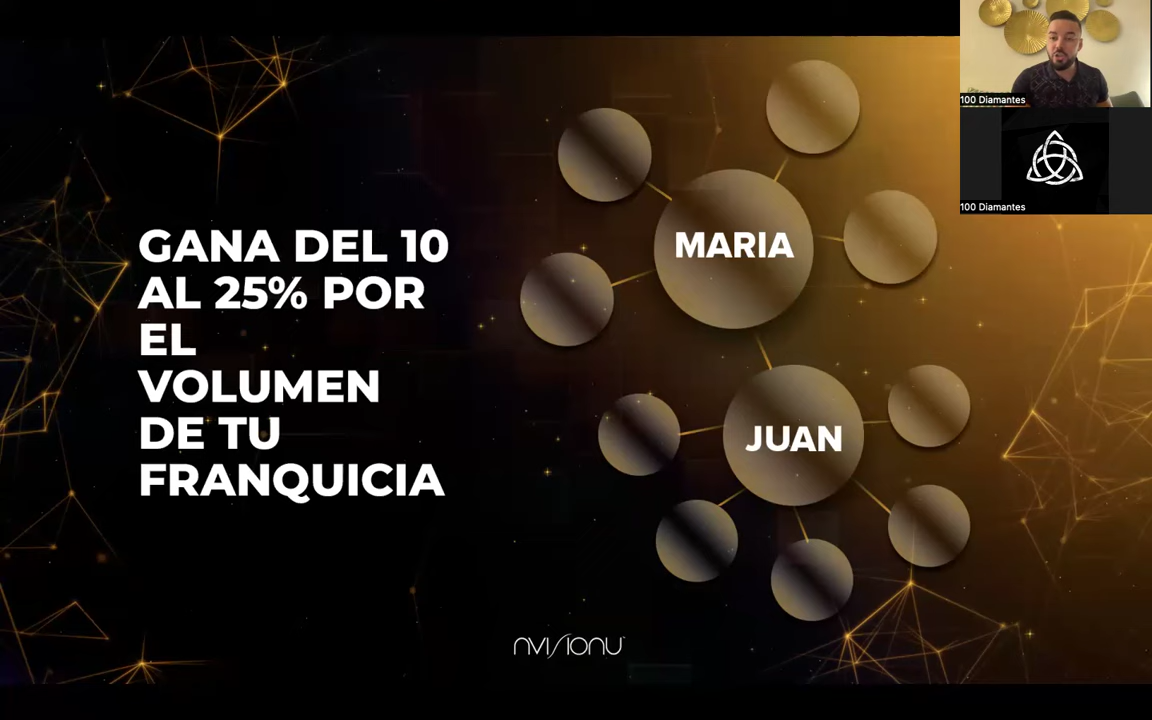 GANA DEL 10
AL 25% POR
EL
VOLUMEN
DE TU
FRANQUICIA
MARIA
JUAN
nvisionu
100 Diamantes
100 Diamantes